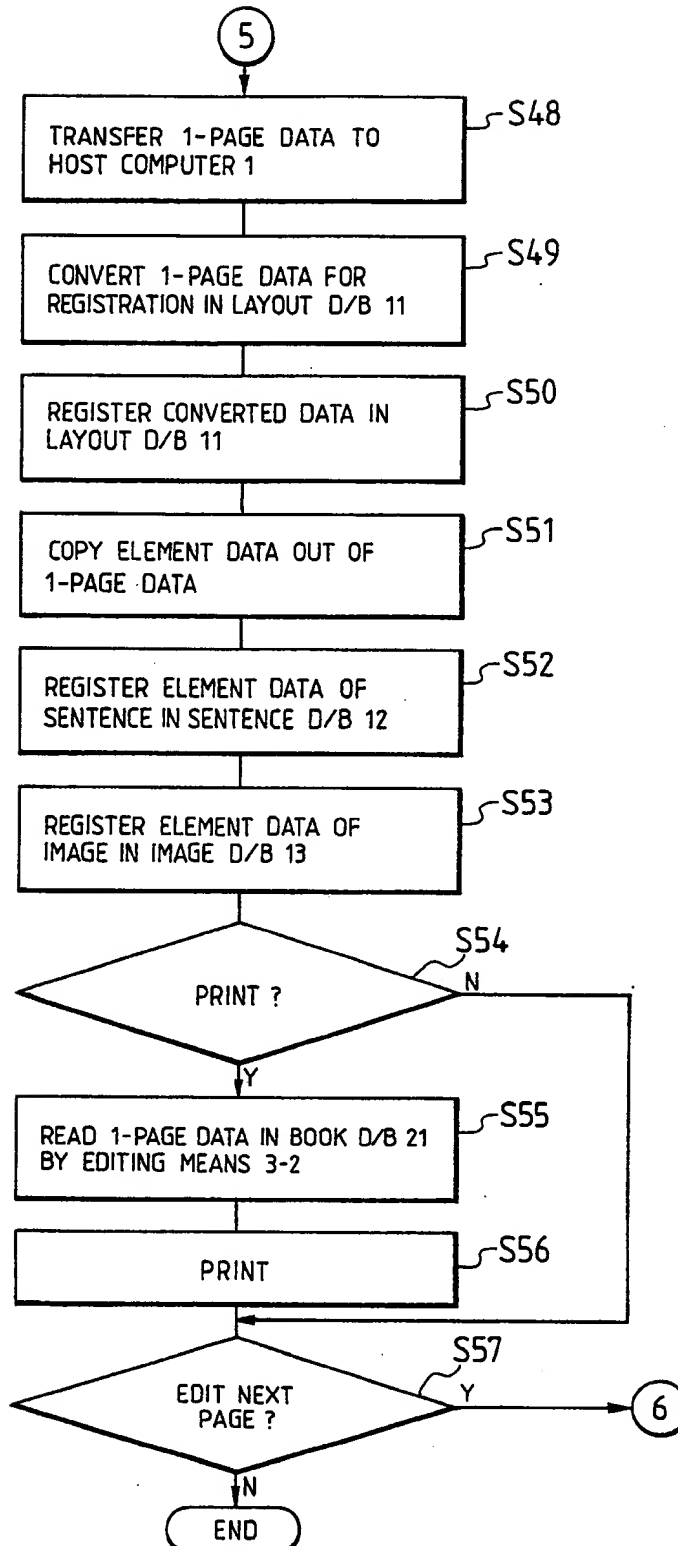 5
TRANSFER 1-PAGE DATA TO
HOST COMPUTER 1
S48
CONVERT 1-PAGE DATA FOR
REGISTRATION IN LAYOUT D/B 11
S49
REGISTER CONVERTED DATA IN
LAYOUT D/B 11
S50
COPY ELEMENT DATA OUT OF
1-PAGE DATA
S51
REGISTER ELEMENT DATA OF
SENTENCE IN SENTENCE D/B 12
S52
REGISTER ELEMENT DATA OF
IMAGE IN IMAGE D/B 13
S53
S54
PRINT ?
N
Y
READ 1-PAGE DATA IN BOOK D/B 21
BY EDITING MEANS 3-2
S55
PRINT
S56
S57
EDIT NEXT
PAGE ?
Y
6
N
END